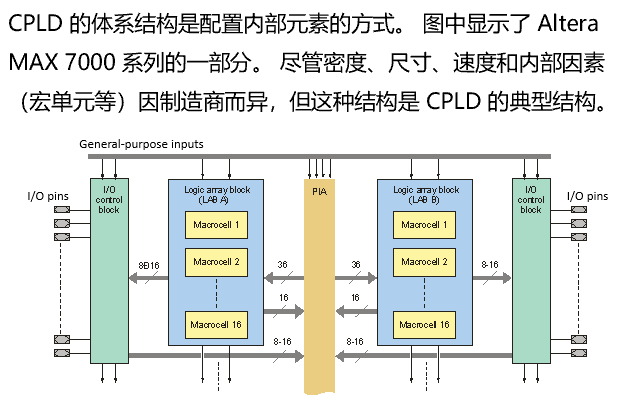 CPLD 的体系结构是配置内部元素的方式。 图中显示了 Altera
MAX 7000 系列的一部分。 尽管密度、尺寸、速度和内部因素
（宏单元等）因制造商而异，但这种结构是 CPLD 的典型结构。
General-purpose inputs
I/O pins
I/O
control
block
Logic array block
(LAB A)
PIA
Logic array block
(LAB B)
I/O
control
block
I/O pins
Macrocell 1
Macrocell 1
Macrocell 2
Macrocell 2
8Ð16
36
36
8-16
16
16
Macrocell 16
Macrocell 16
8-16
8-16